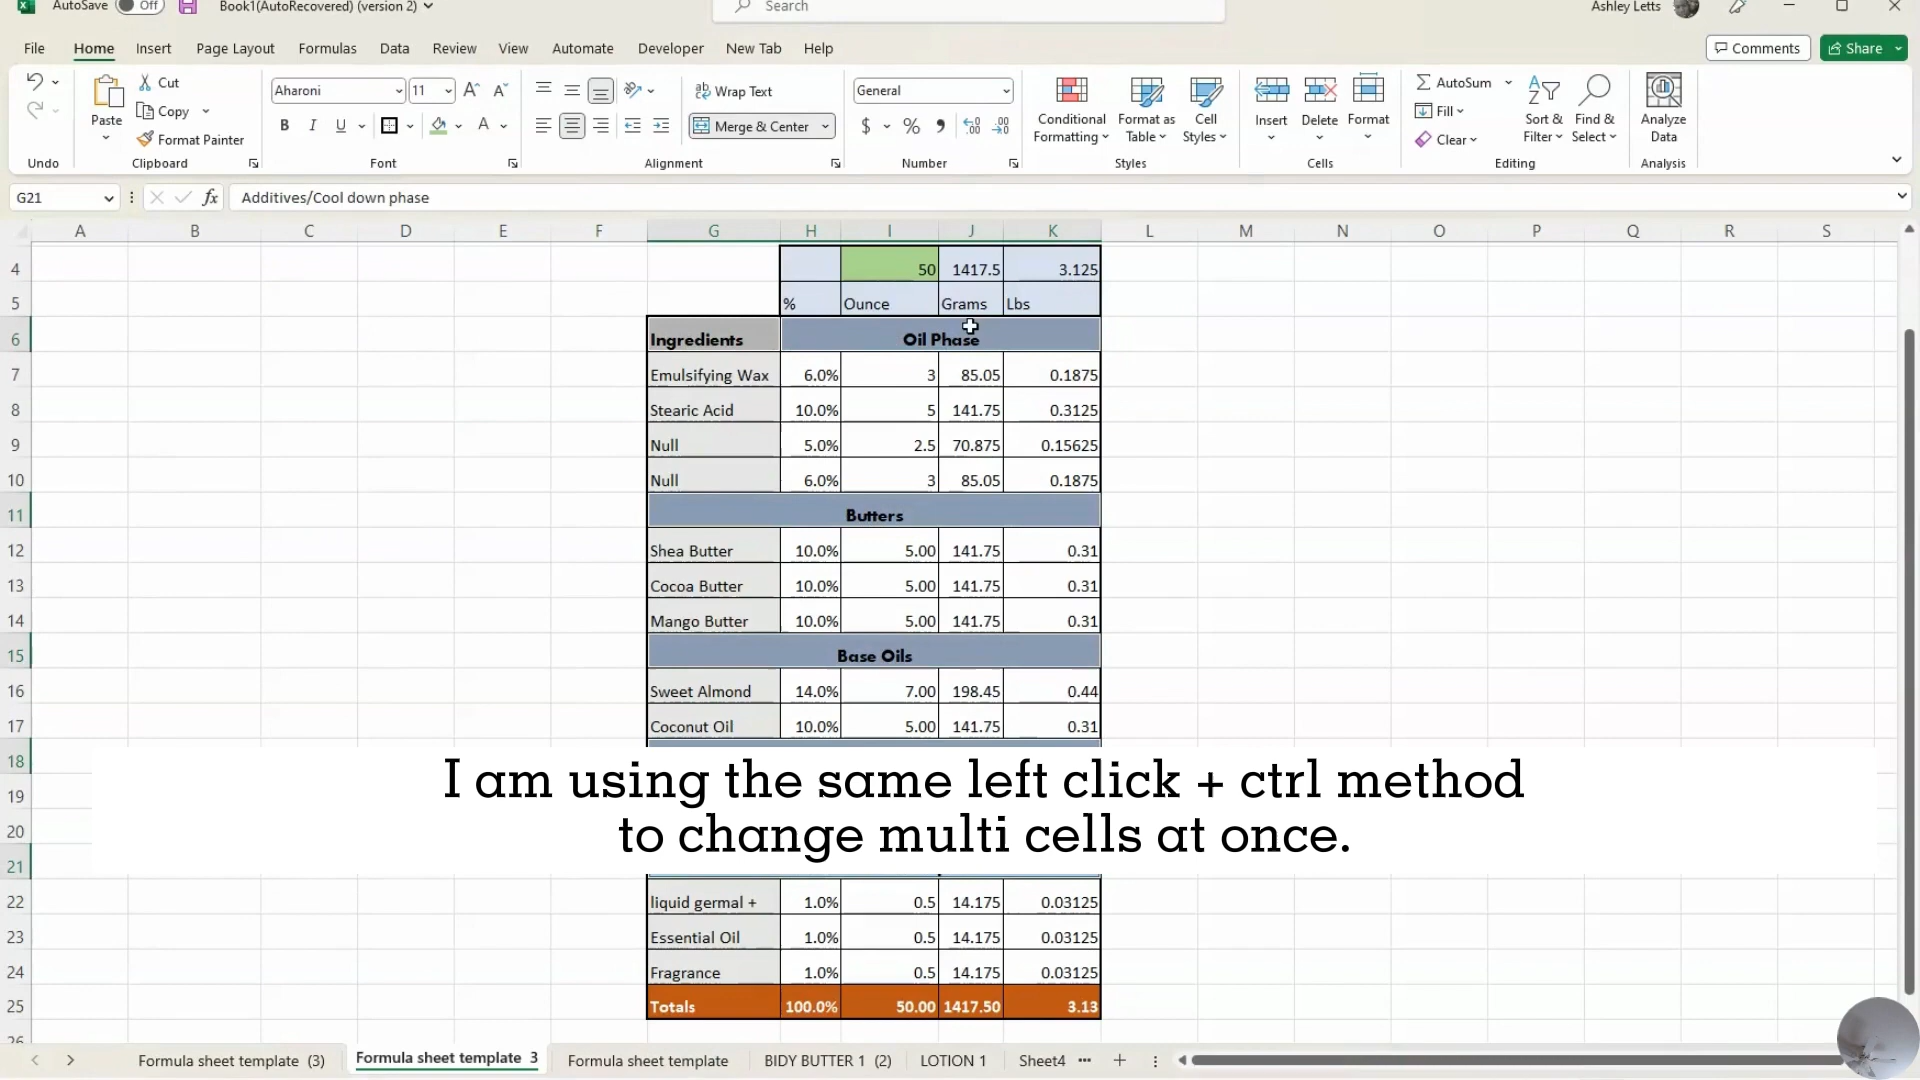 AutoSave Off Book1(AutoRecovered) (version 2) Search Ashley Letts
File Home Insert Page Layout Formulas Data Review View Automate Developer New Tab Help Comments Share
Cut
Copy
Format Painter
Paste
Aharoni 11
B I U
Wrap Text
Merge & Center
General
$ %
Conditional Formatting
Format as Table
Cell Styles
Insert Delete Format
AutoSum
Fill
Clear
Sort & Filter
Find & Select
Analyze Data
Undo Clipboard Font Alignment Number Styles Cells Editing Analysis
G21 fx Additives/Cool down phase
A B C D E F G H I J K L M N O P Q R S
4 50 1417.5 3.125
5 % Ounce Grams Lbs
6 Ingredients Oil Phase
7 Emulsifying Wax 6.0% 3 85.05 0.1875
8 Stearic Acid 10.0% 5 141.75 0.3125
9 Null 5.0% 2.5 70.875 0.15625
10 Null 6.0% 3 85.05 0.1875
11 Butters
12 Shea Butter 10.0% 5.00 141.75 0.31
13 Cocoa Butter 10.0% 5.00 141.75 0.31
14 Mango Butter 10.0% 5.00 141.75 0.31
15 Base Oils
16 Sweet Almond 14.0% 7.00 198.45 0.44
17 Coconut Oil 10.0% 5.00 141.75 0.31
18
19
20
21
I am using the same left click + ctrl method
to change multi cells at once.
22 liquid germal + 1.0% 0.5 14.175 0.03125
23 Essential Oil 1.0% 0.5 14.175 0.03125
24 Fragrance 1.0% 0.5 14.175 0.03125
25 Totals 100.0% 50.00 1417.50 3.13
Formula sheet template (3) Formula sheet template 3 Formula sheet template BIDY BUTTER 1 (2) LOTION 1 Sheet4